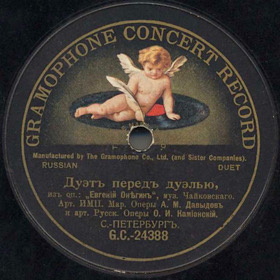 GRAMOPHONE CONCERT RECORD
Manufactured by The Gramophone Co., Ltd. (and Sister Companies).
RUSSIAN DUET
Дуэтъ передъ дуэлью,
изъ оп.: „Евгеній Онѣгинъ", муз. Чайковскаго.
Арт. ИМП. Мар. Оперы А. М. Давыдовъ
и арт. Русск. Оперы О. И. Каміонскій.
С.-ПЕТЕРБУРГЪ.
G.C.-24388